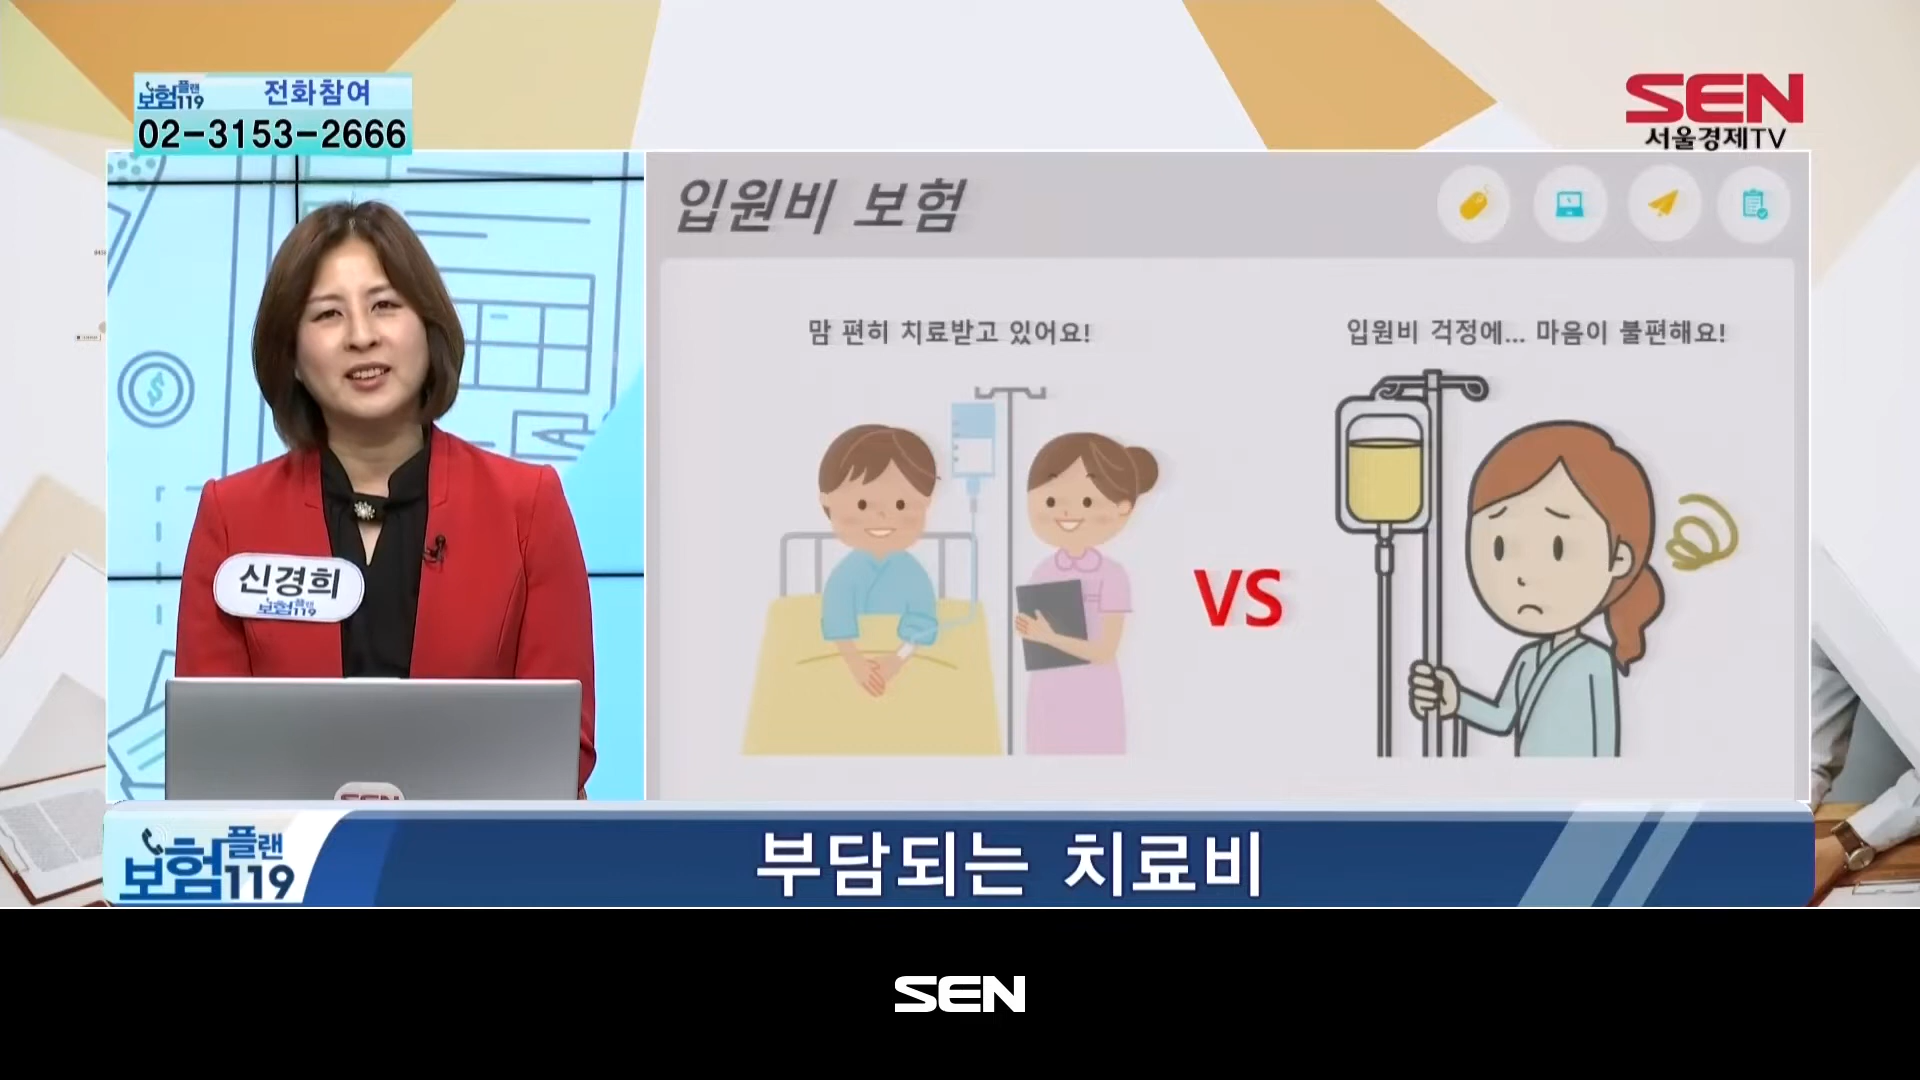 보험플랜119 전화참여
02-3153-2666
SEN
서울경제TV
입원비 보험
맘 편히 치료받고 있어요!
입원비 걱정에... 마음이 불편해요!
VS
신경희
보험플랜119
SEN
보험플랜119
부담되는 치료비
SEN